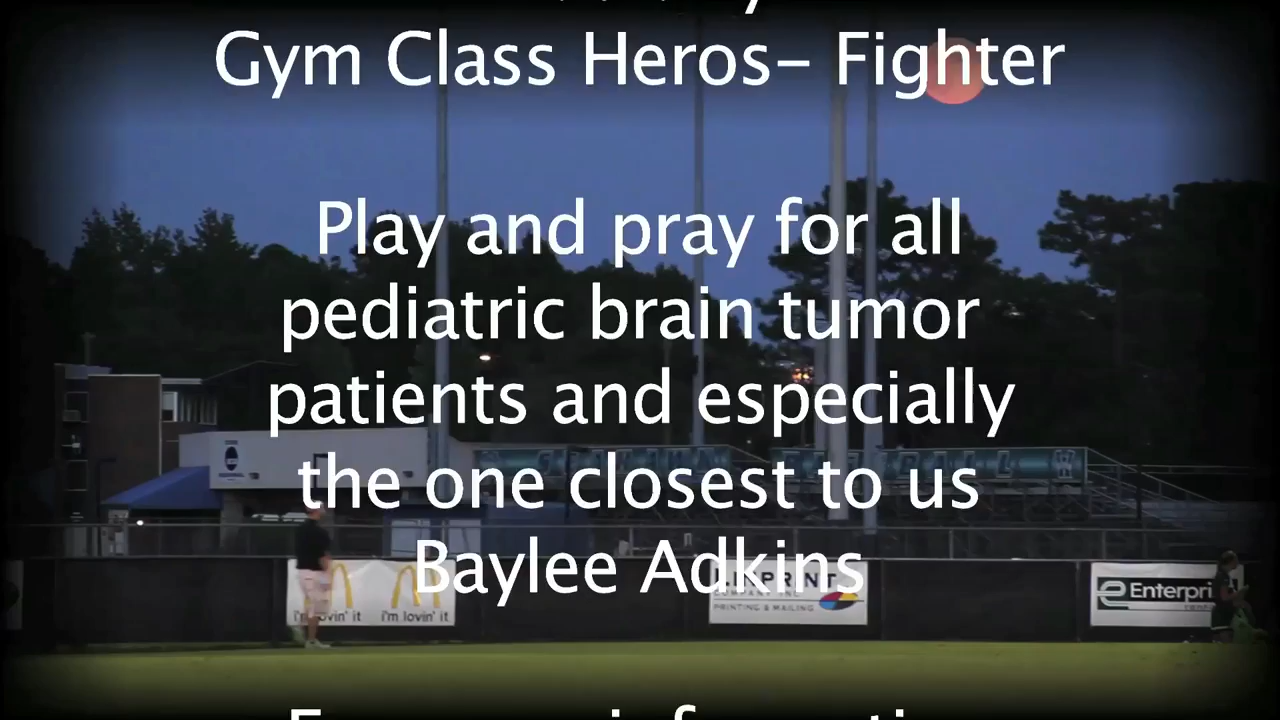 Gym Class Heros- Fighter
Play and pray for all
pediatric brain tumor
patients and especially
the one closest to us
Baylee Adkins
i'm lovin' it
i'm lovin' it
PRINTING & MAILING
Enterpri